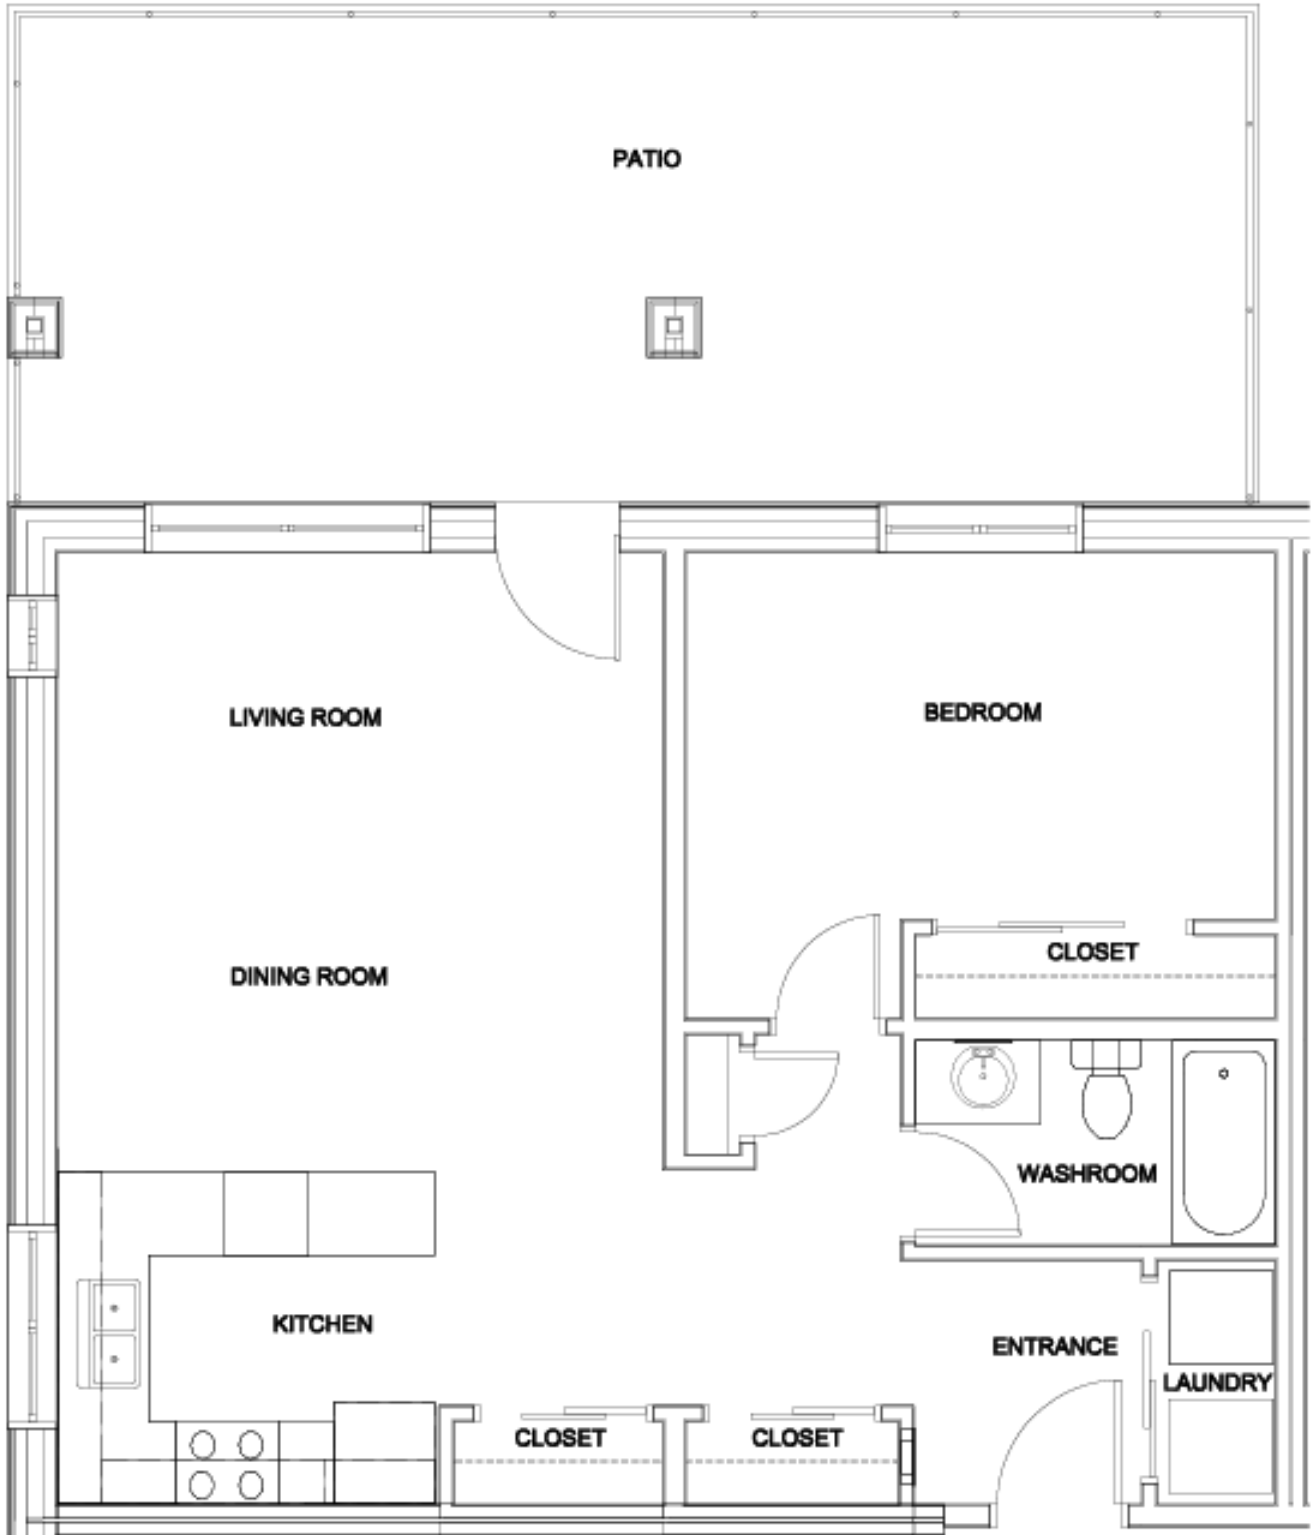 PATIO
LIVING ROOM
BEDROOM
CLOSET
DINING ROOM
WASHROOM
KITCHEN
ENTRANCE
LAUNDRY
CLOSET
CLOSET